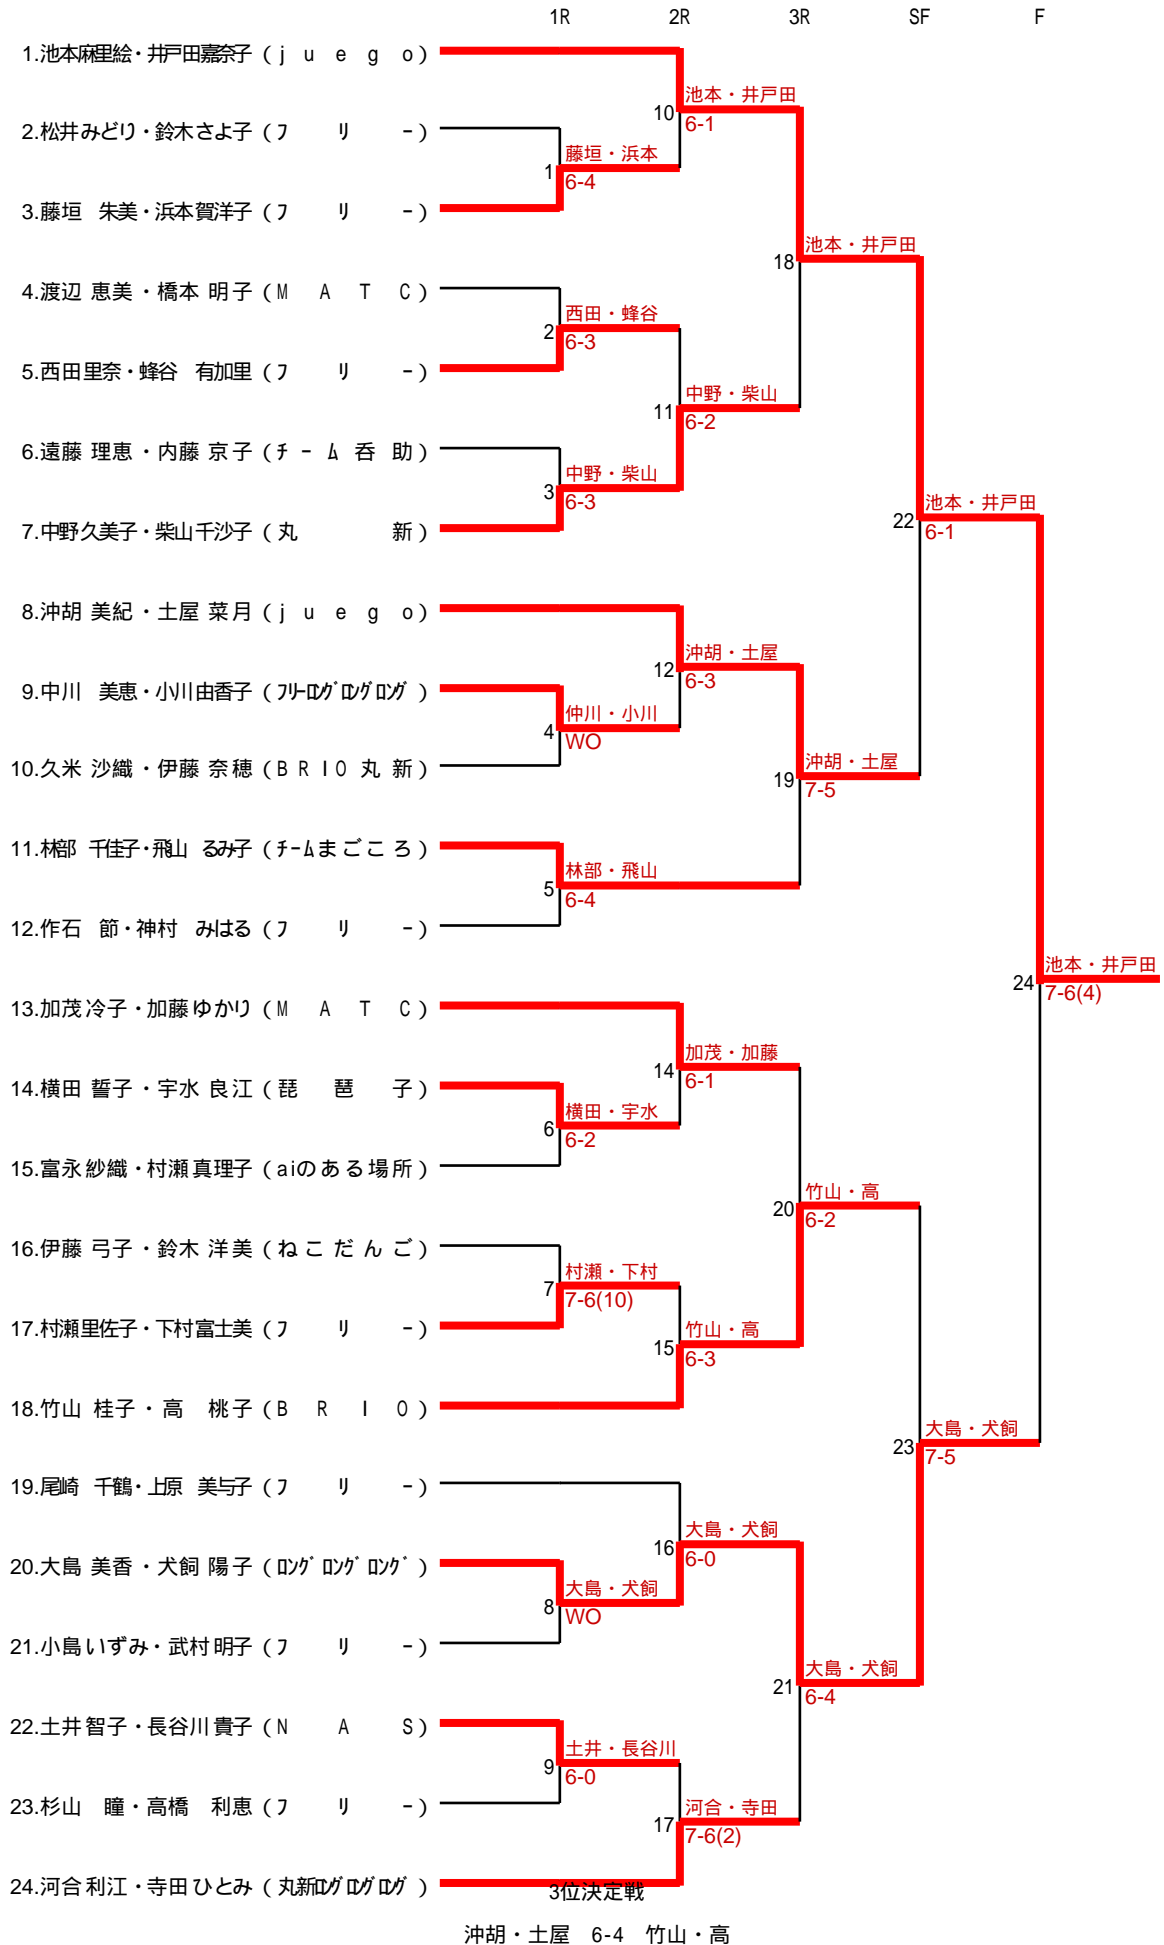 1R 2R 3R SF F
1.池本麻里絵・井戸田嘉奈子 (juego)
池本・井戸田
10
6-1
2.松井みどり・鈴木さよ子 (フリー)
藤垣・浜本
1
6-4
3.藤垣 朱美・浜本賀洋子 (フリー)
池本・井戸田
18
4.渡辺 恵美・橋本 明子 (MATC)
西田・蜂谷
2
6-3
5.西田里奈・蜂谷 有加里 (フリー)
中野・柴山
11
6-2
6.遠藤 理恵・内藤 京子 (チーム呑助)
中野・柴山
3
6-3
7.中野久美子・柴山千沙子 (丸新)
池本・井戸田
22
6-1
8.沖胡 美紀・土屋 菜月 (juego)
沖胡・土屋
12
6-3
9.中川 美恵・小川由香子 (フリーロングロングロング)
仲川・小川
4
WO
10.久米 沙織・伊藤 奈穂 (BRIO丸新)
沖胡・土屋
19
7-5
11.林部 千佳子・飛山 るみ子 (チームまごころ)
林部・飛山
5
6-4
12.作石 節・神村 みはる (フリー)
池本・井戸田
24
7-6(4)
13.加茂冷子・加藤ゆかり (MATC)
加茂・加藤
14
6-1
14.横田 誓子・宇水 良江 (琵琶子)
横田・宇水
6
6-2
15.富永紗織・村瀬真理子 (aiのある場所)
竹山・高
20
6-2
16.伊藤 弓子・鈴木 洋美 (ねこだんご)
村瀬・下村
7
7-6(10)
17.村瀬里佐子・下村富士美 (フリー)
竹山・高
15
6-3
18.竹山 桂子・高 桃子 (BRIO)
大島・犬飼
23
7-5
19.尾崎 千鶴・上原 美与子 (フリー)
大島・犬飼
16
6-0
20.大島 美香・犬飼 陽子 (ロングロングロング)
大島・犬飼
8
WO
21.小島いずみ・武村明子 (フリー)
大島・犬飼
21
6-4
22.土井智子・長谷川貴子 (NAS)
土井・長谷川
9
6-0
23.杉山 瞳・高橋 利恵 (フリー)
河合・寺田
17
7-6(2)
24.河合利江・寺田ひとみ (丸新ロングロングロング)
3位決定戦
沖胡・土屋 6-4 竹山・高